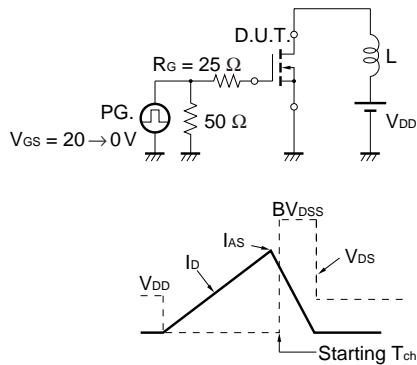 D.U.T.
RG = 25 Ω
L
PG.
50 Ω
VGS = 20 → 0 V
VDD
BVDSS
IAS
ID
VDS
VDD
Starting Tch